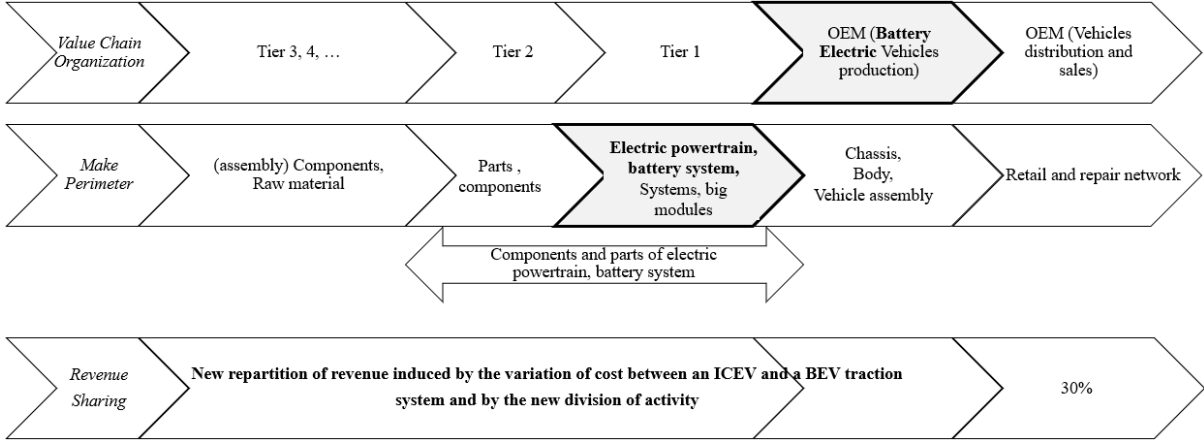 Value Chain
Organization
Tier 3, 4, …
Tier 2
Tier 1
OEM (Battery
Electric Vehicles
production)
OEM (Vehicles
distribution and
sales)
Make
Perimeter
(assembly) Components,
Raw material
Parts ,
components
Electric powertrain,
battery system,
Systems, big
modules
Chassis,
Body,
Vehicle assembly
Retail and repair network
Components and parts of electric
powertrain, battery system
Revenue
Sharing
New repartition of revenue induced by the variation of cost between an ICEV and a BEV traction
system and by the new division of activity
30%